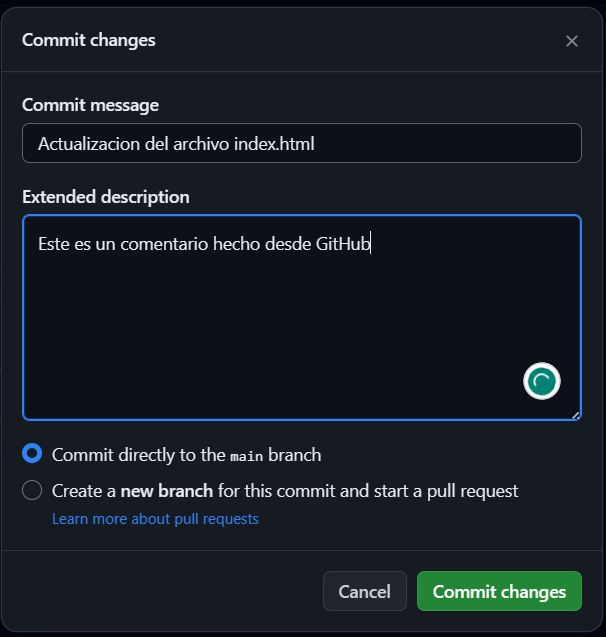 Commit changes
Commit message
Actualizacion del archivo index.html
Extended description
Este es un comentario hecho desde GitHub
Commit directly to the main branch
Create a new branch for this commit and start a pull request
Learn more about pull requests
Cancel
Commit changes